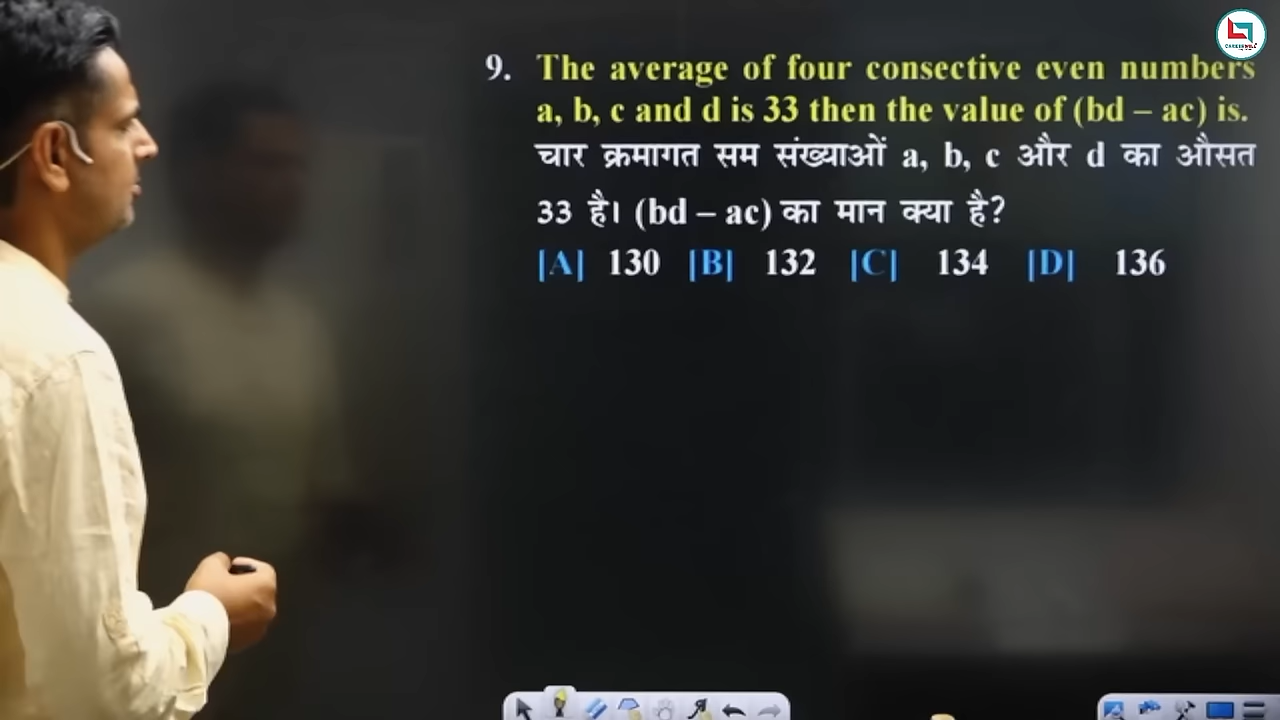 9. The average of four consective even numbers
a, b, c and d is 33 then the value of (bd – ac) is.
चार क्रमागत सम संख्याओं a, b, c और d का औसत
33 है। (bd – ac) का मान क्या है?
[A] 130 [B] 132 [C] 134 [D] 136